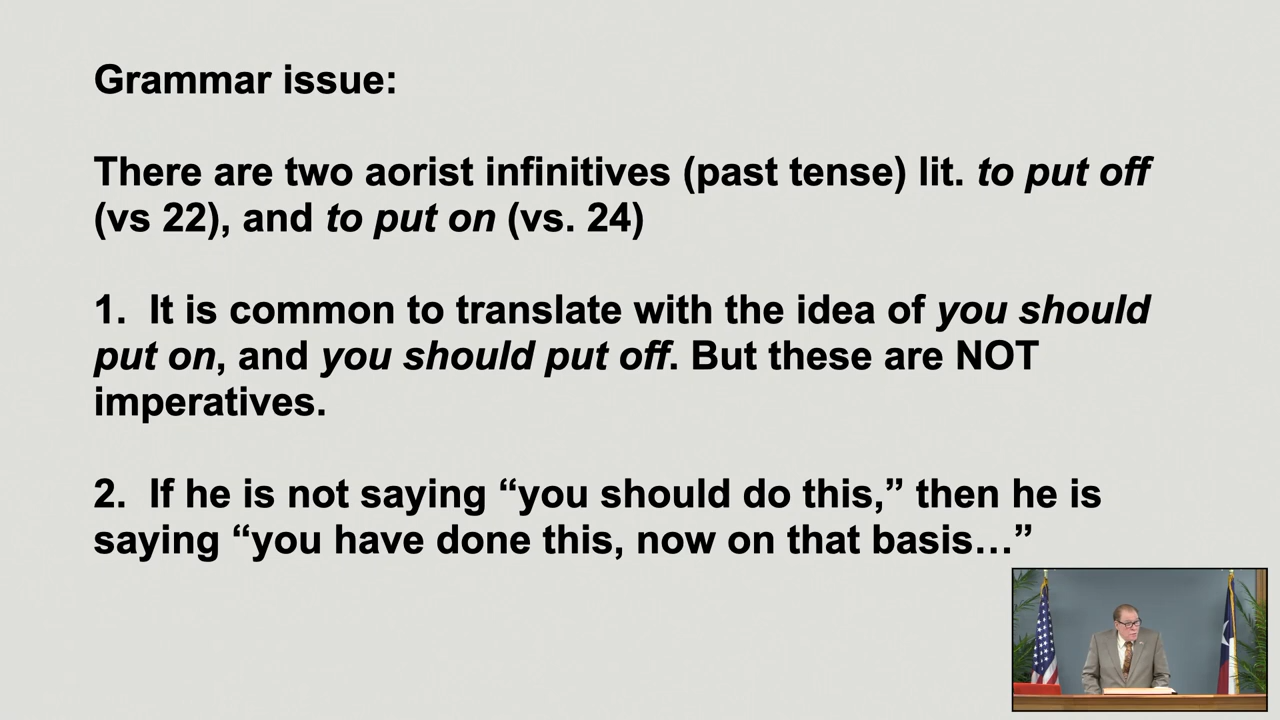 Grammar issue:
There are two aorist infinitives (past tense) lit. to put off
(vs 22), and to put on (vs. 24)
1. It is common to translate with the idea of you should
put on, and you should put off. But these are NOT
imperatives.
2. If he is not saying “you should do this,” then he is
saying “you have done this, now on that basis…”